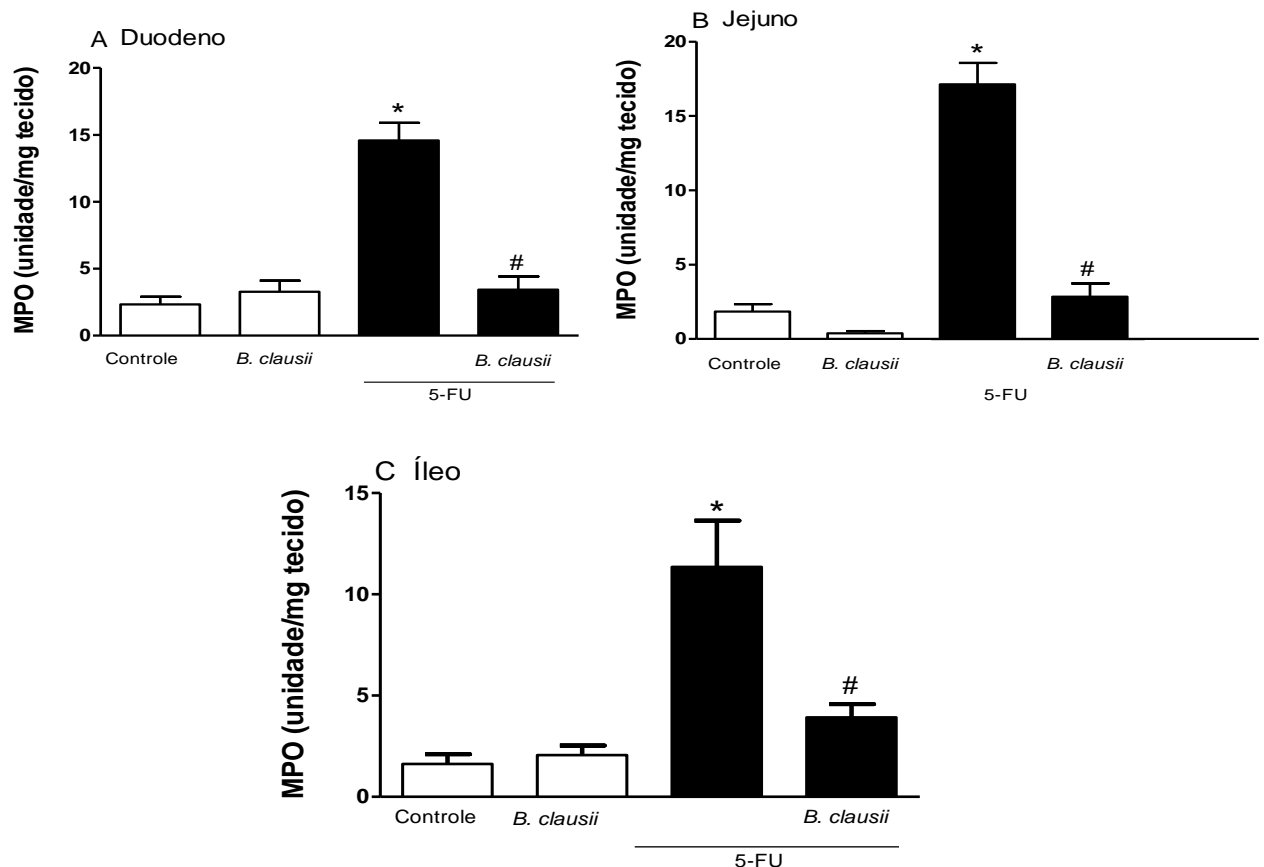 A Duodeno
MPO (unidade/mg tecido)
20
15
10
5
0
*
#
Controle
B. clausii
B. clausii
5-FU
B Jejuno
MPO (unidade/mg tecido)
20
15
10
5
0
*
#
Controle
B. clausii
B. clausii
5-FU
C Íleo
MPO (unidade/mg tecido)
15
10
5
0
*
#
Controle
B. clausii
B. clausii
5-FU